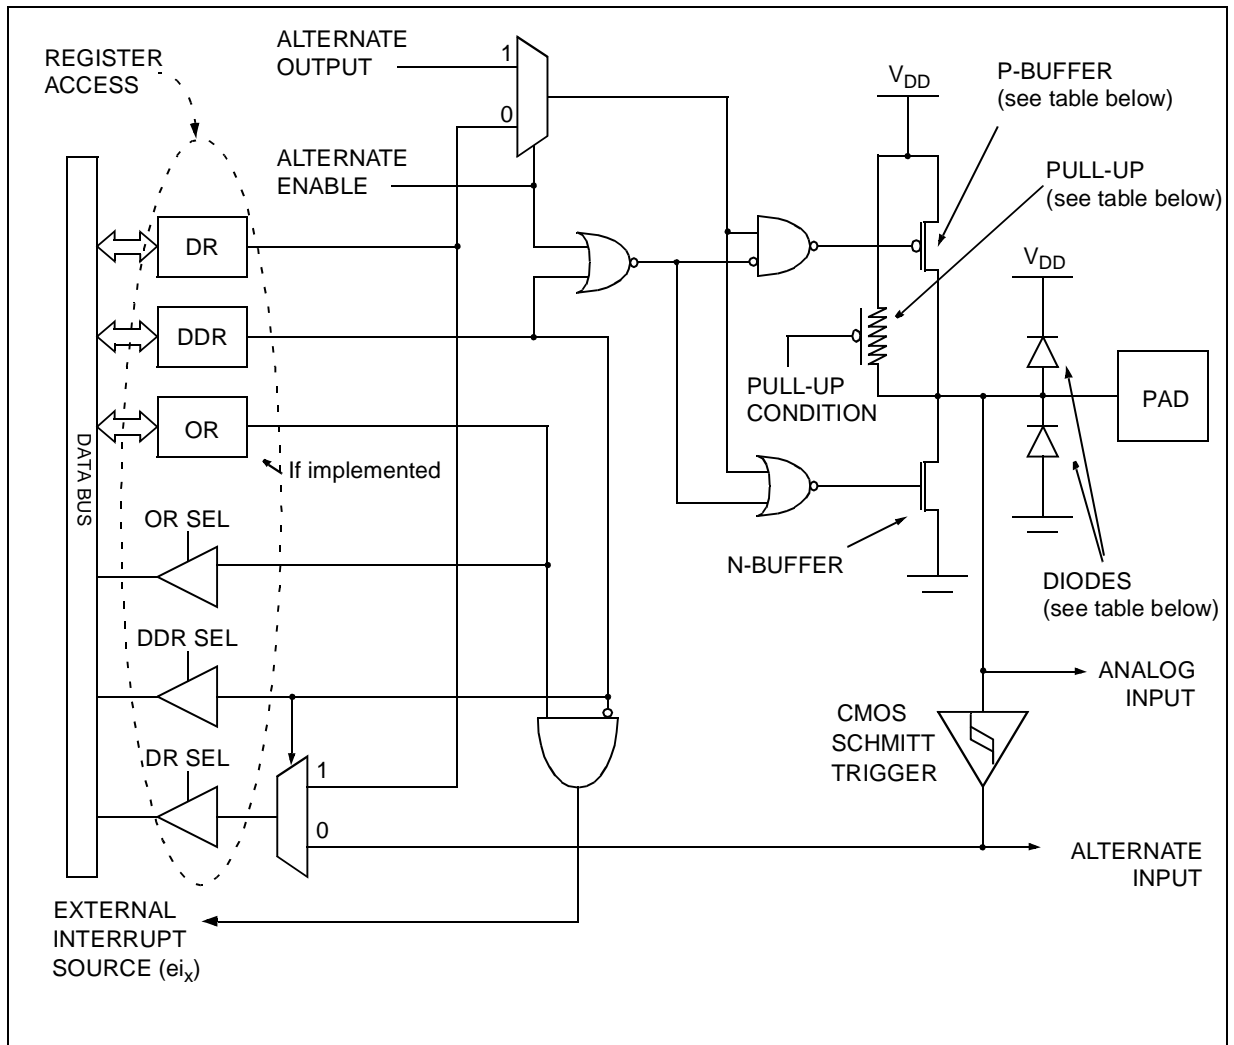 REGISTER
ACCESS
ALTERNATE
OUTPUT
1
0
ALTERNATE
ENABLE
VDD
P-BUFFER
(see table below)
PULL-UP
(see table below)
VDD
DR
DDR
OR
If implemented
DATA BUS
PULL-UP
CONDITION
PAD
OR SEL
N-BUFFER
DIODES
(see table below)
DDR SEL
ANALOG
INPUT
CMOS
SCHMITT
TRIGGER
DR SEL
1
0
ALTERNATE
INPUT
EXTERNAL
INTERRUPT
SOURCE (eix)